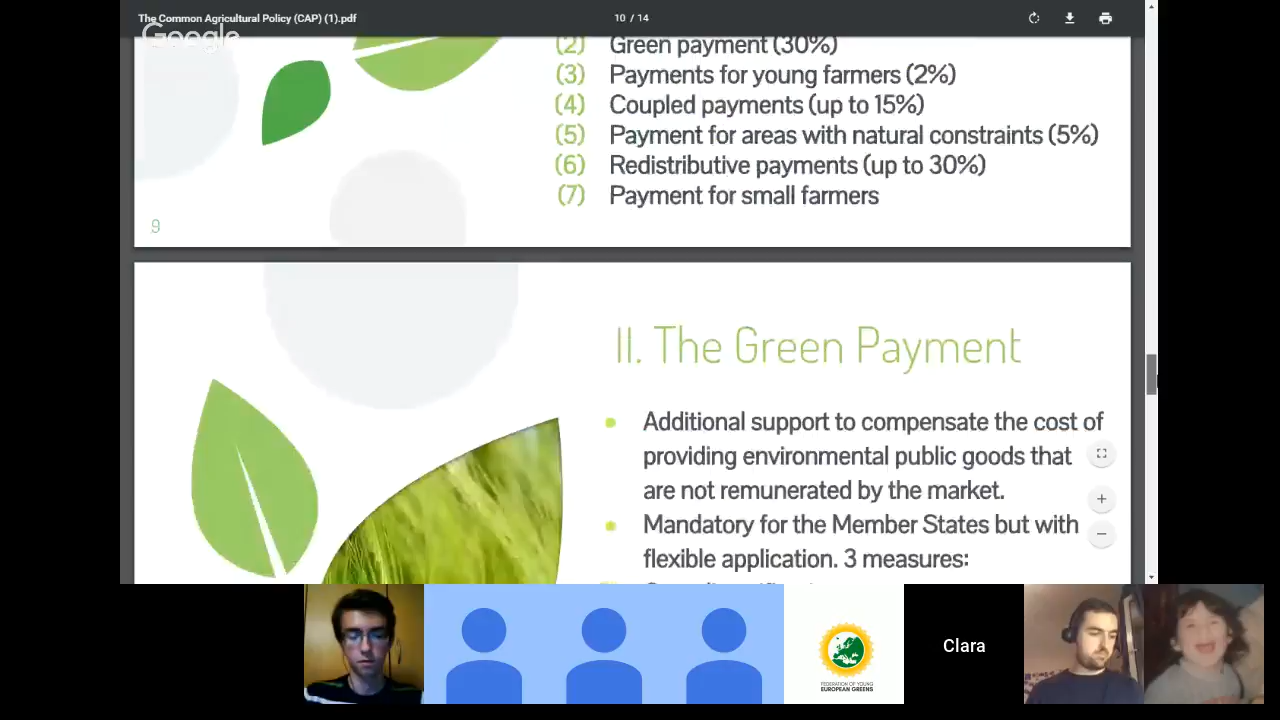 The Common Agricultural Policy (CAP) (1).pdf
10 / 14
Google
(2) Green payment (30%)
(3) Payments for young farmers (2%)
(4) Coupled payments (up to 15%)
(5) Payment for areas with natural constraints (5%)
(6) Redistributive payments (up to 30%)
(7) Payment for small farmers
9
II. The Green Payment
Additional support to compensate the cost of
providing environmental public goods that
are not remunerated by the market.
Mandatory for the Member States but with
flexible application. 3 measures:
FEDERATION OF YOUNG
EUROPEAN GREENS
Clara